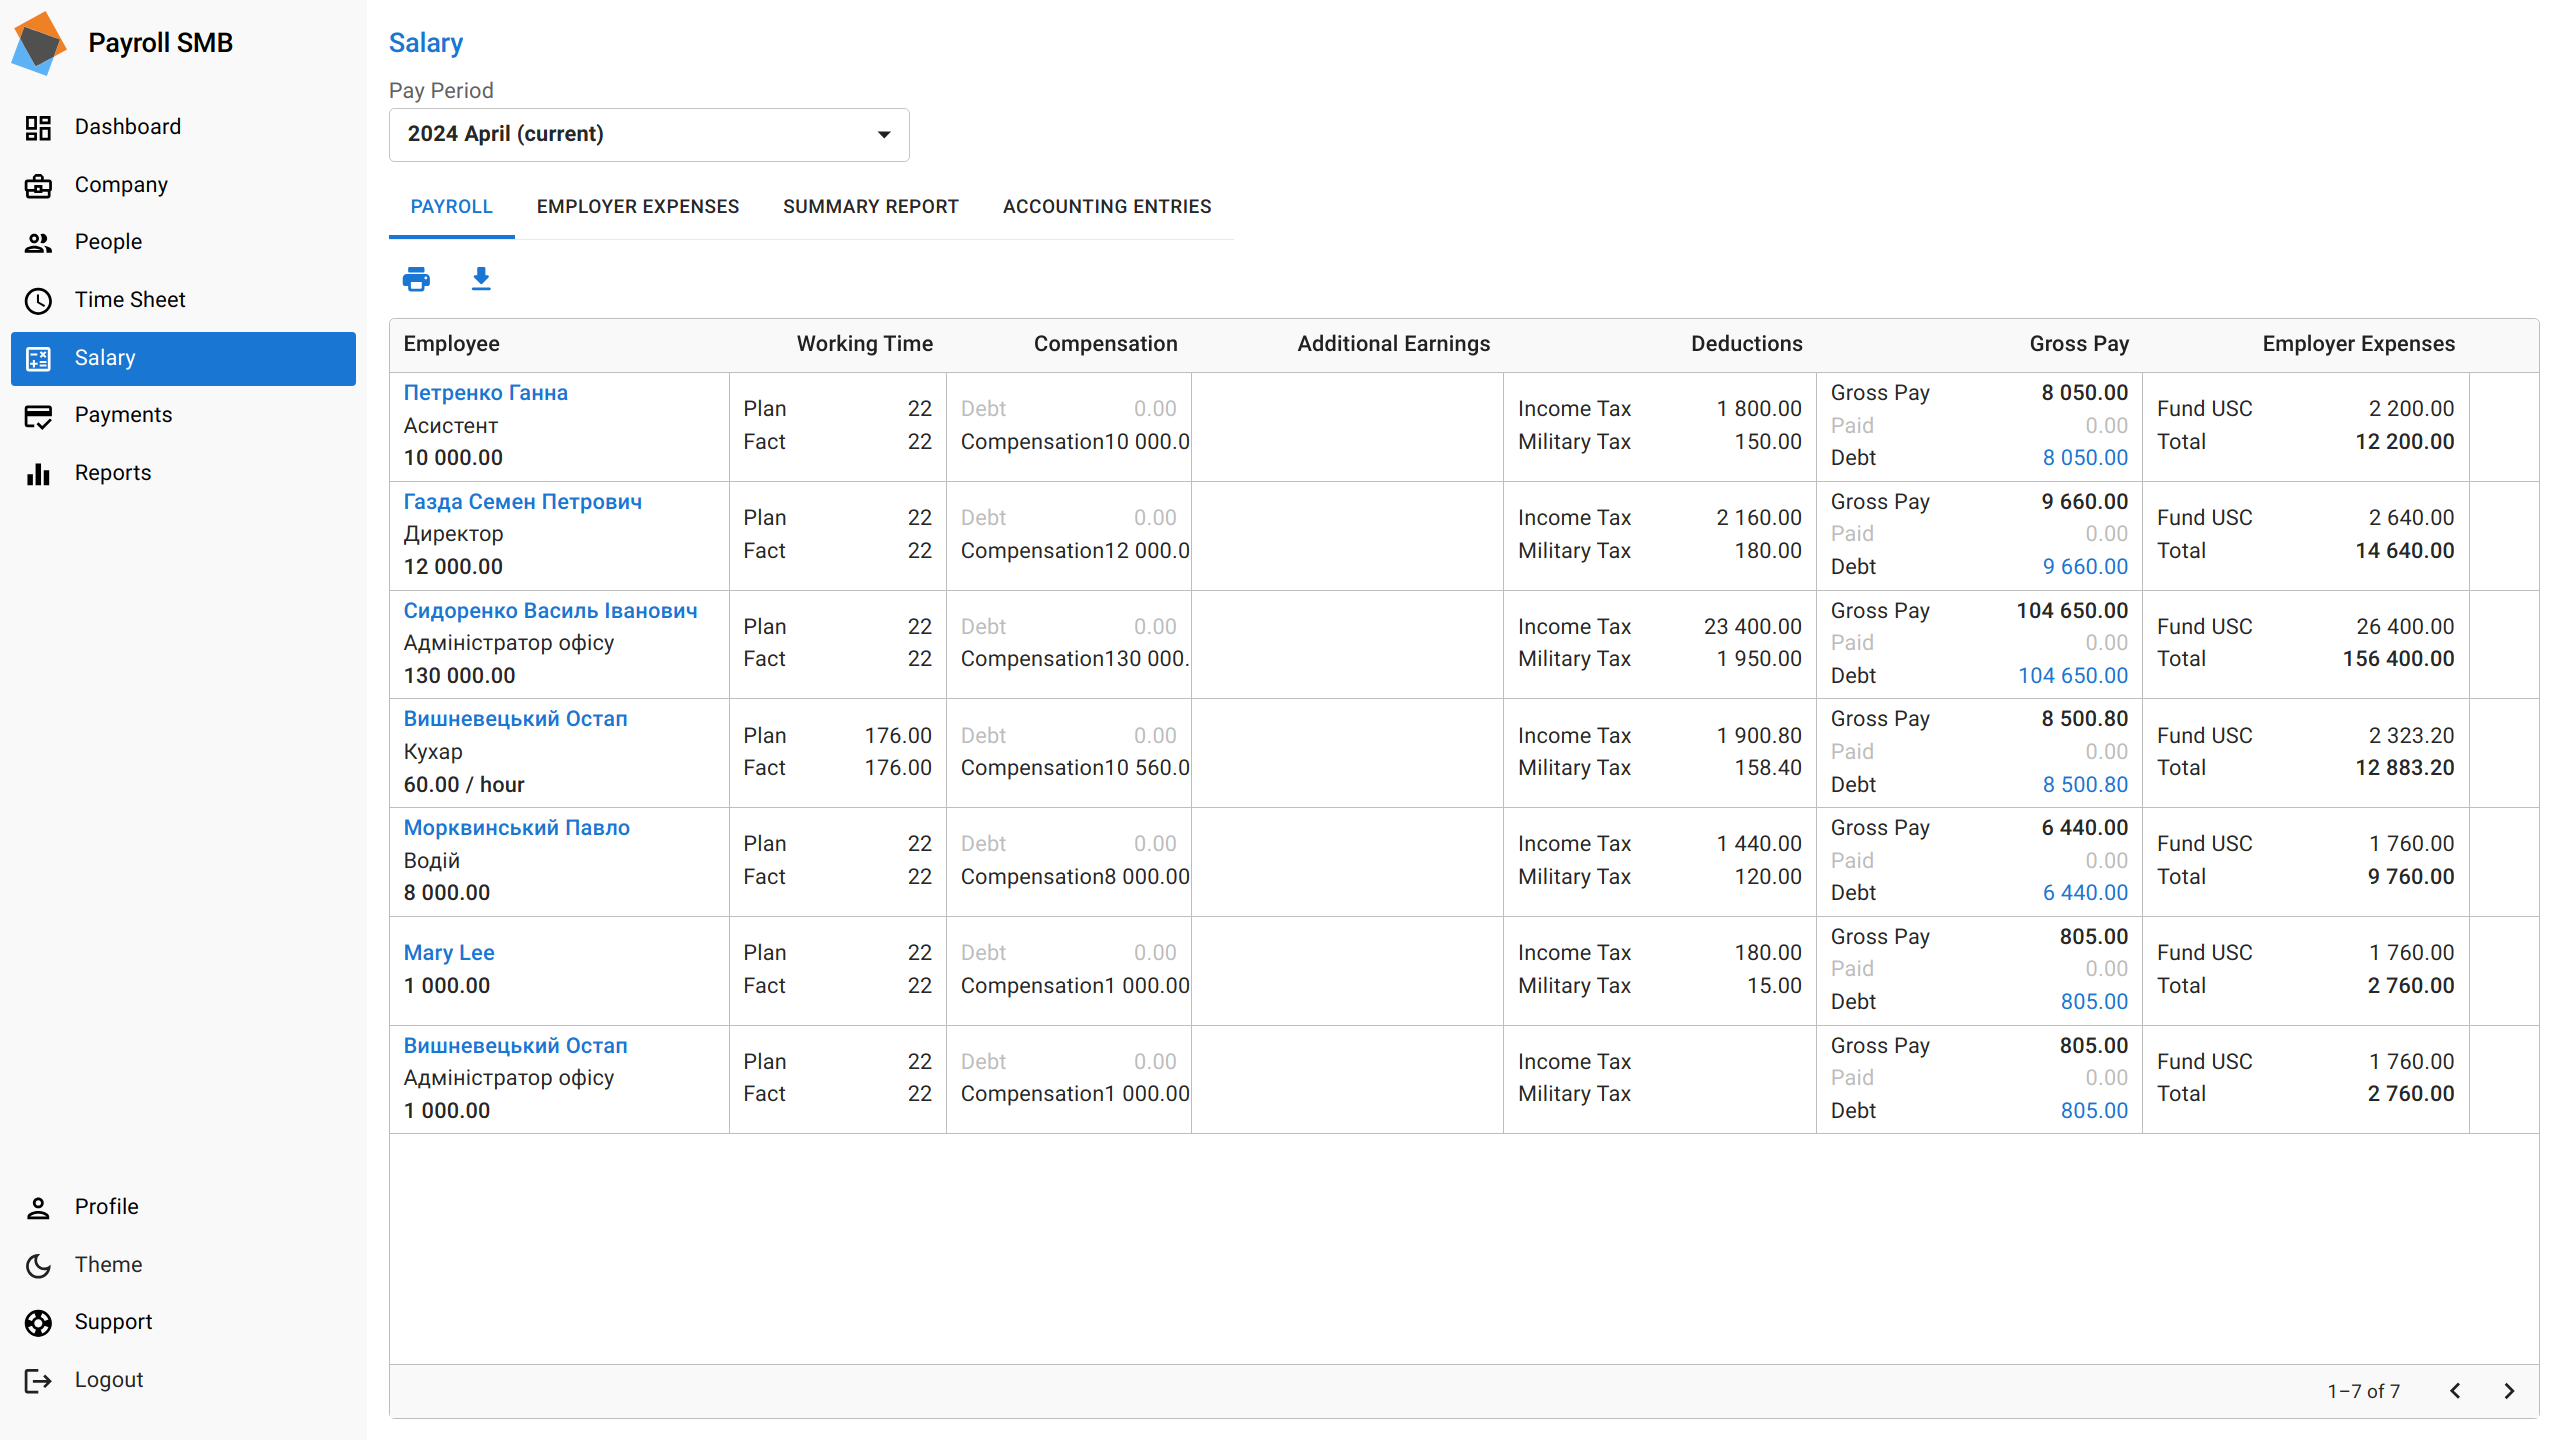 Payroll SMB
Dashboard
Company
People
Time Sheet
Salary
Payments
Reports
Profile
Theme
Support
Logout
Salary
Pay Period
2024 April (current)
PAYROLL EMPLOYER EXPENSES SUMMARY REPORT ACCOUNTING ENTRIES
Employee Working Time Compensation Additional Earnings Deductions Gross Pay Employer Expenses
Петренко Ганна
Асистент
10 000.00
Plan 22
Fact 22
Debt 0.00
Compensation10 000.0
Income Tax 1 800.00
Military Tax 150.00
Gross Pay 8 050.00
Paid 0.00
Debt 8 050.00
Fund USC 2 200.00
Total 12 200.00
Газда Семен Петрович
Директор
12 000.00
Plan 22
Fact 22
Debt 0.00
Compensation12 000.0
Income Tax 2 160.00
Military Tax 180.00
Gross Pay 9 660.00
Paid 0.00
Debt 9 660.00
Fund USC 2 640.00
Total 14 640.00
Сидоренко Василь Іванович
Адміністратор офісу
130 000.00
Plan 22
Fact 22
Debt 0.00
Compensation130 000.
Income Tax 23 400.00
Military Tax 1 950.00
Gross Pay 104 650.00
Paid 0.00
Debt 104 650.00
Fund USC 26 400.00
Total 156 400.00
Вишневецький Остап
Кухар
60.00 / hour
Plan 176.00
Fact 176.00
Debt 0.00
Compensation10 560.0
Income Tax 1 900.80
Military Tax 158.40
Gross Pay 8 500.80
Paid 0.00
Debt 8 500.80
Fund USC 2 323.20
Total 12 883.20
Морквинський Павло
Водій
8 000.00
Plan 22
Fact 22
Debt 0.00
Compensation8 000.00
Income Tax 1 440.00
Military Tax 120.00
Gross Pay 6 440.00
Paid 0.00
Debt 6 440.00
Fund USC 1 760.00
Total 9 760.00
Mary Lee
1 000.00
Plan 22
Fact 22
Debt 0.00
Compensation1 000.00
Income Tax 180.00
Military Tax 15.00
Gross Pay 805.00
Paid 0.00
Debt 805.00
Fund USC 1 760.00
Total 2 760.00
Вишневецький Остап
Адміністратор офісу
1 000.00
Plan 22
Fact 22
Debt 0.00
Compensation1 000.00
Income Tax
Military Tax
Gross Pay 805.00
Paid 0.00
Debt 805.00
Fund USC 1 760.00
Total 2 760.00
1–7 of 7